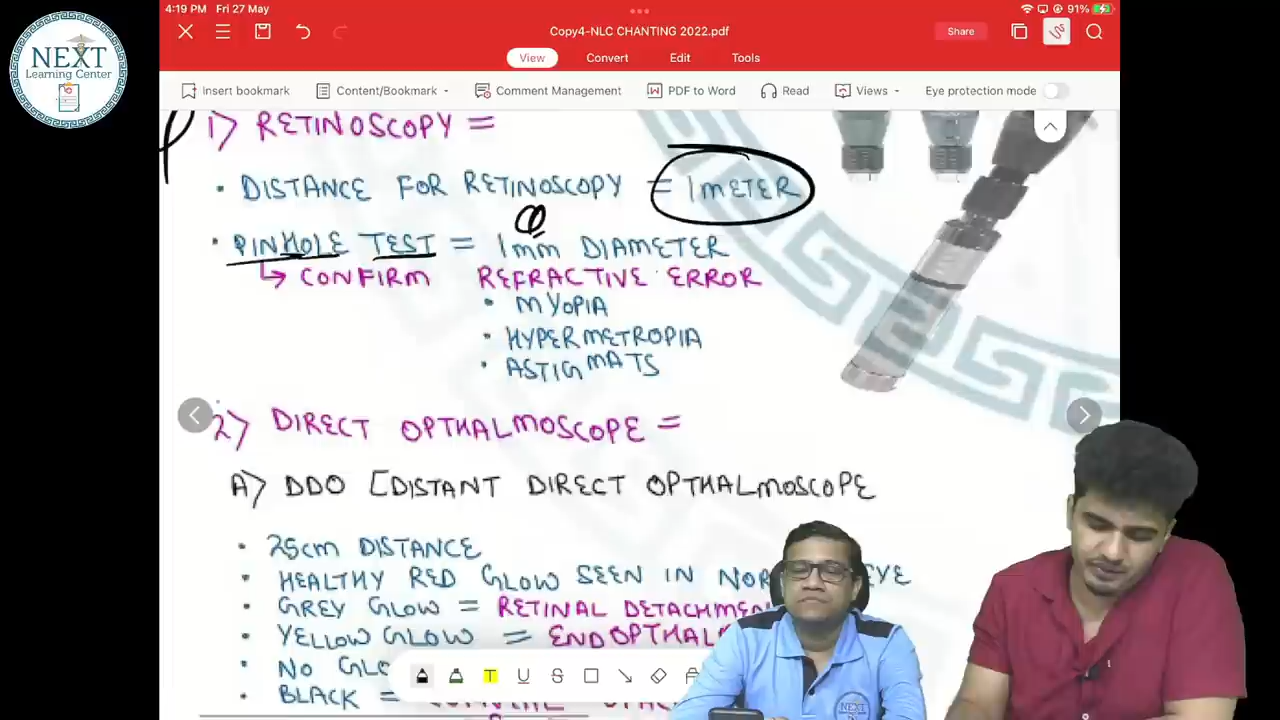 4:19 PM Fri 27 May
91%
NEXT
Learning Center
Copy4-NLC CHANTING 2022.pdf
Share
View Convert Edit Tools
Insert bookmark Content/Bookmark Comment Management PDF to Word Read Views Eye protection mode
1) RETINOSCOPY =
• DISTANCE FOR RETINOSCOPY = 1 METER
• PINHOLE TEST = 1mm DIAMETER
↳ CONFIRM REFRACTIVE ERROR
• MYOPIA
• HYPERMETROPIA
• ASTIGMATS
2) DIRECT OPTHALMOSCOPE =
A) DDO [DISTANT DIRECT OPTHALMOSCOPE
• 25cm DISTANCE
• HEALTHY RED GLOW SEEN IN NOR EYE
• GREY GLOW = RETINAL DETACHMEN
• YELLOW GLOW = ENDOPTHAL
• NO GL
• BLACK =
NEXT